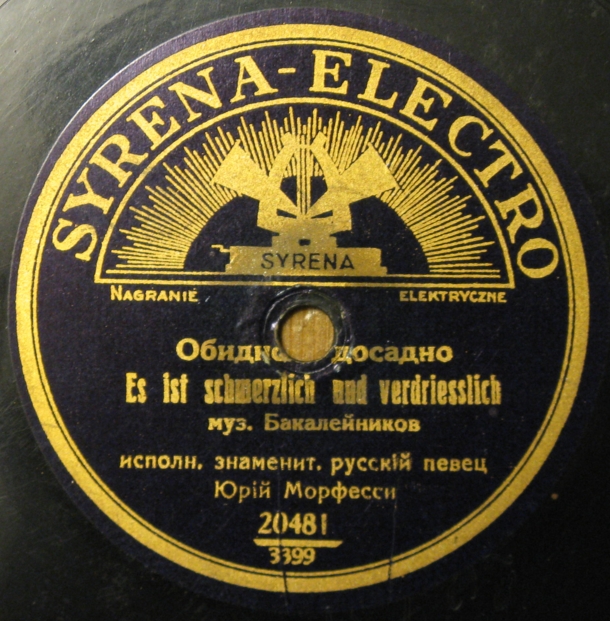 SYRENA-ELECTRO
SYRENA
NAGRANIE ELEKTRYCZNE
Обидно досадно
Es ist schmerzlich und verdriesslich
муз. Бакалейников
исполн. знаменит. русскій певец
Юрій Морфесси
20481
3399